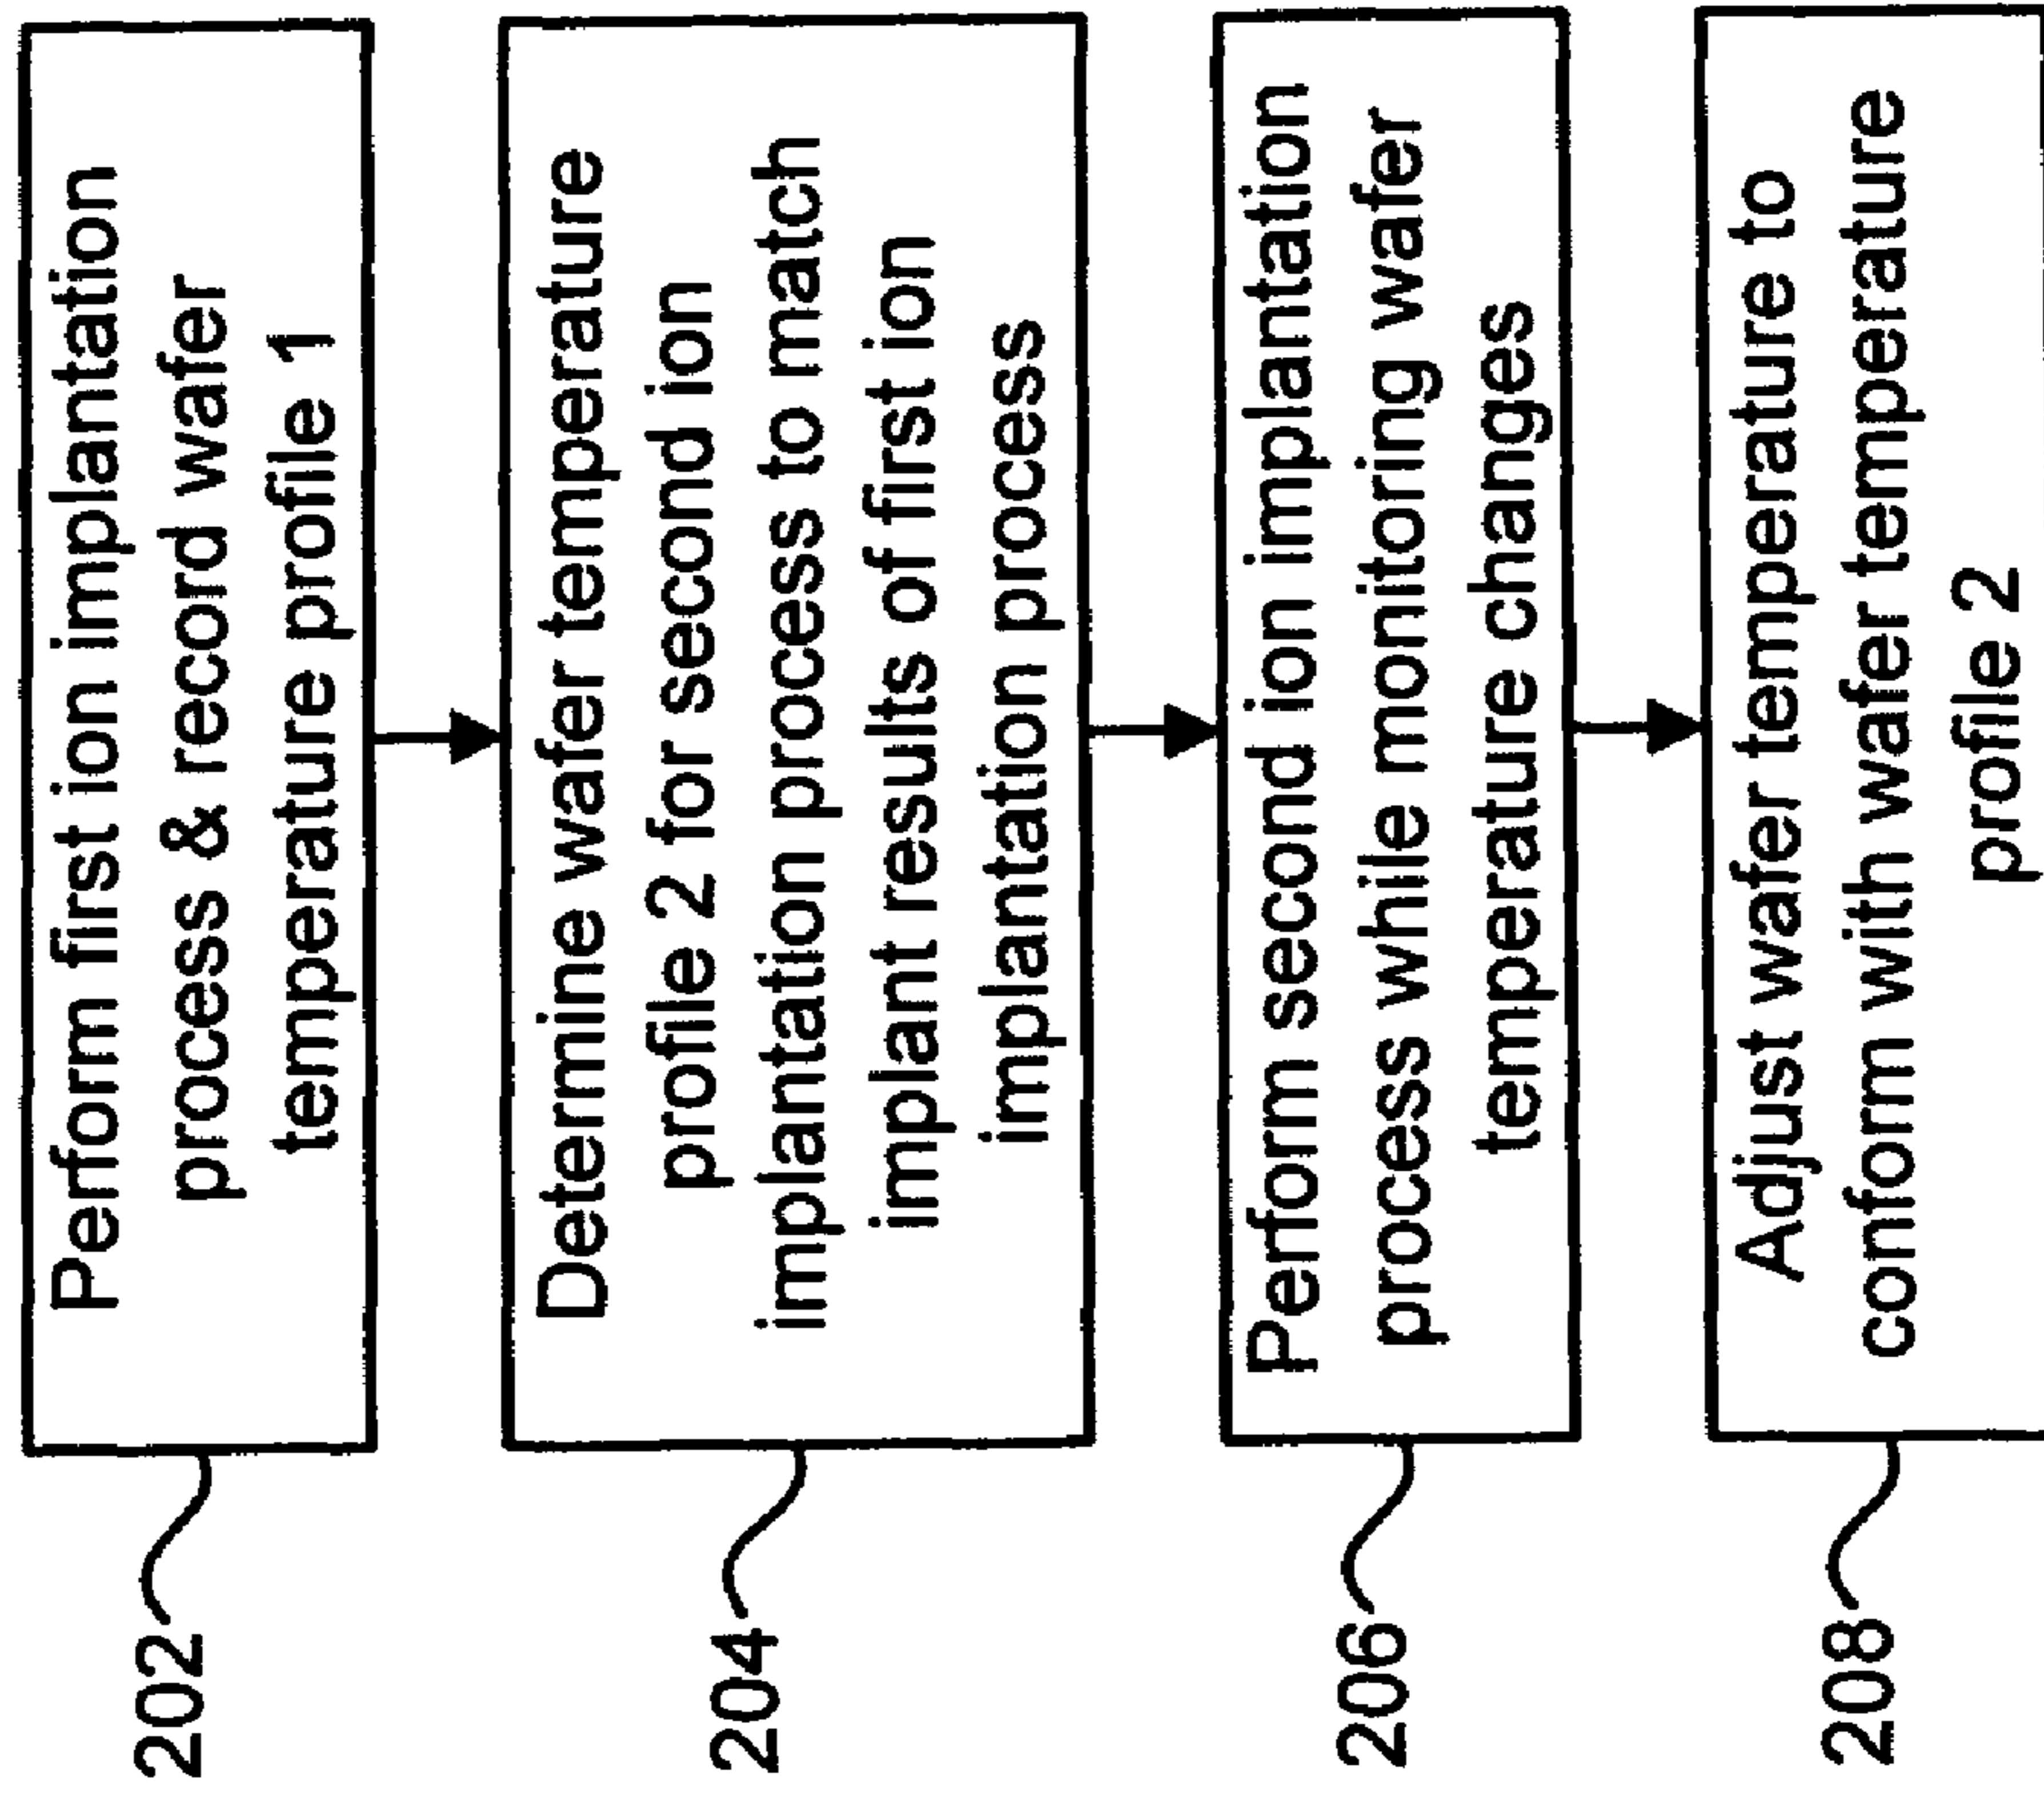 202
Perform first ion implantation
process & record wafer
temperature profile 1
204
Determine wafer temperature
profile 2 for second ion
implantation process to match
implant results of first ion
implantation process
206
Perform second ion implantation
process while monitoring wafer
temperature changes
208
Adjust wafer temperature to
conform with wafer temperature
profile 2